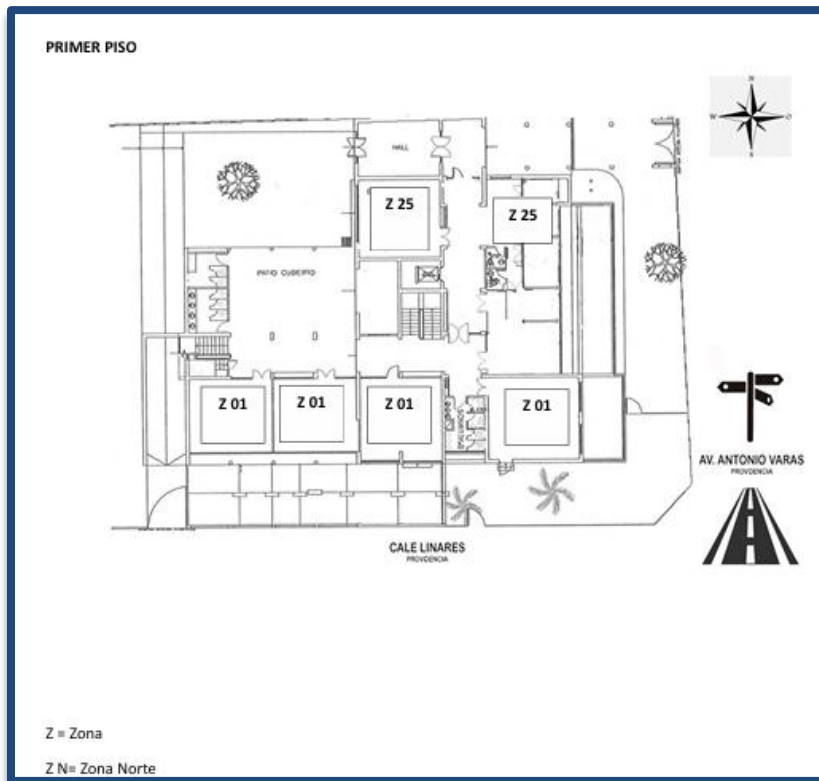 PRIMER PISO
N
W
O
S
HALL
Z 25
Z 25
PATIO CUBIERTO
Z 01
Z 01
Z 01
Z 01
AV. ANTONIO VARAS
PROVIDENCIA
CALE LINARES
PROVIDENCIA
Z = Zona
Z N= Zona Norte